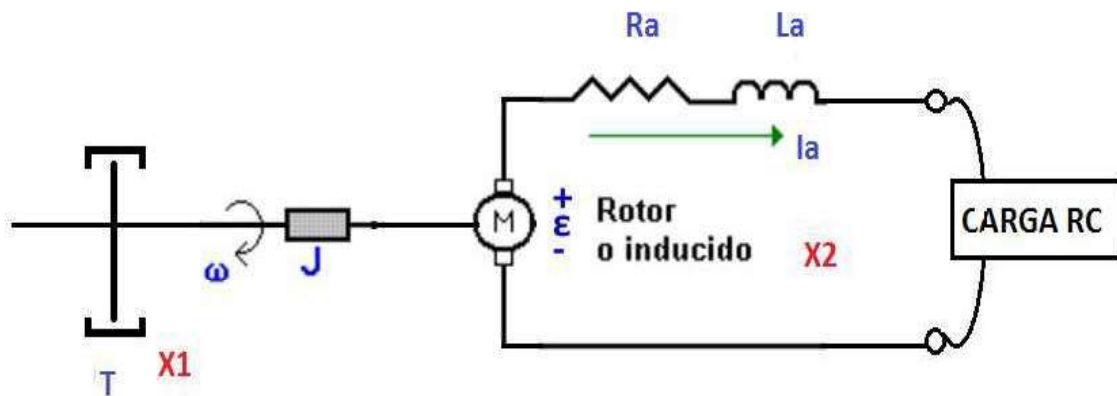 Ra La
Ia
+
ε
-
M
Rotor
o inducido
X2
CARGA RC
ω
J
T
X1